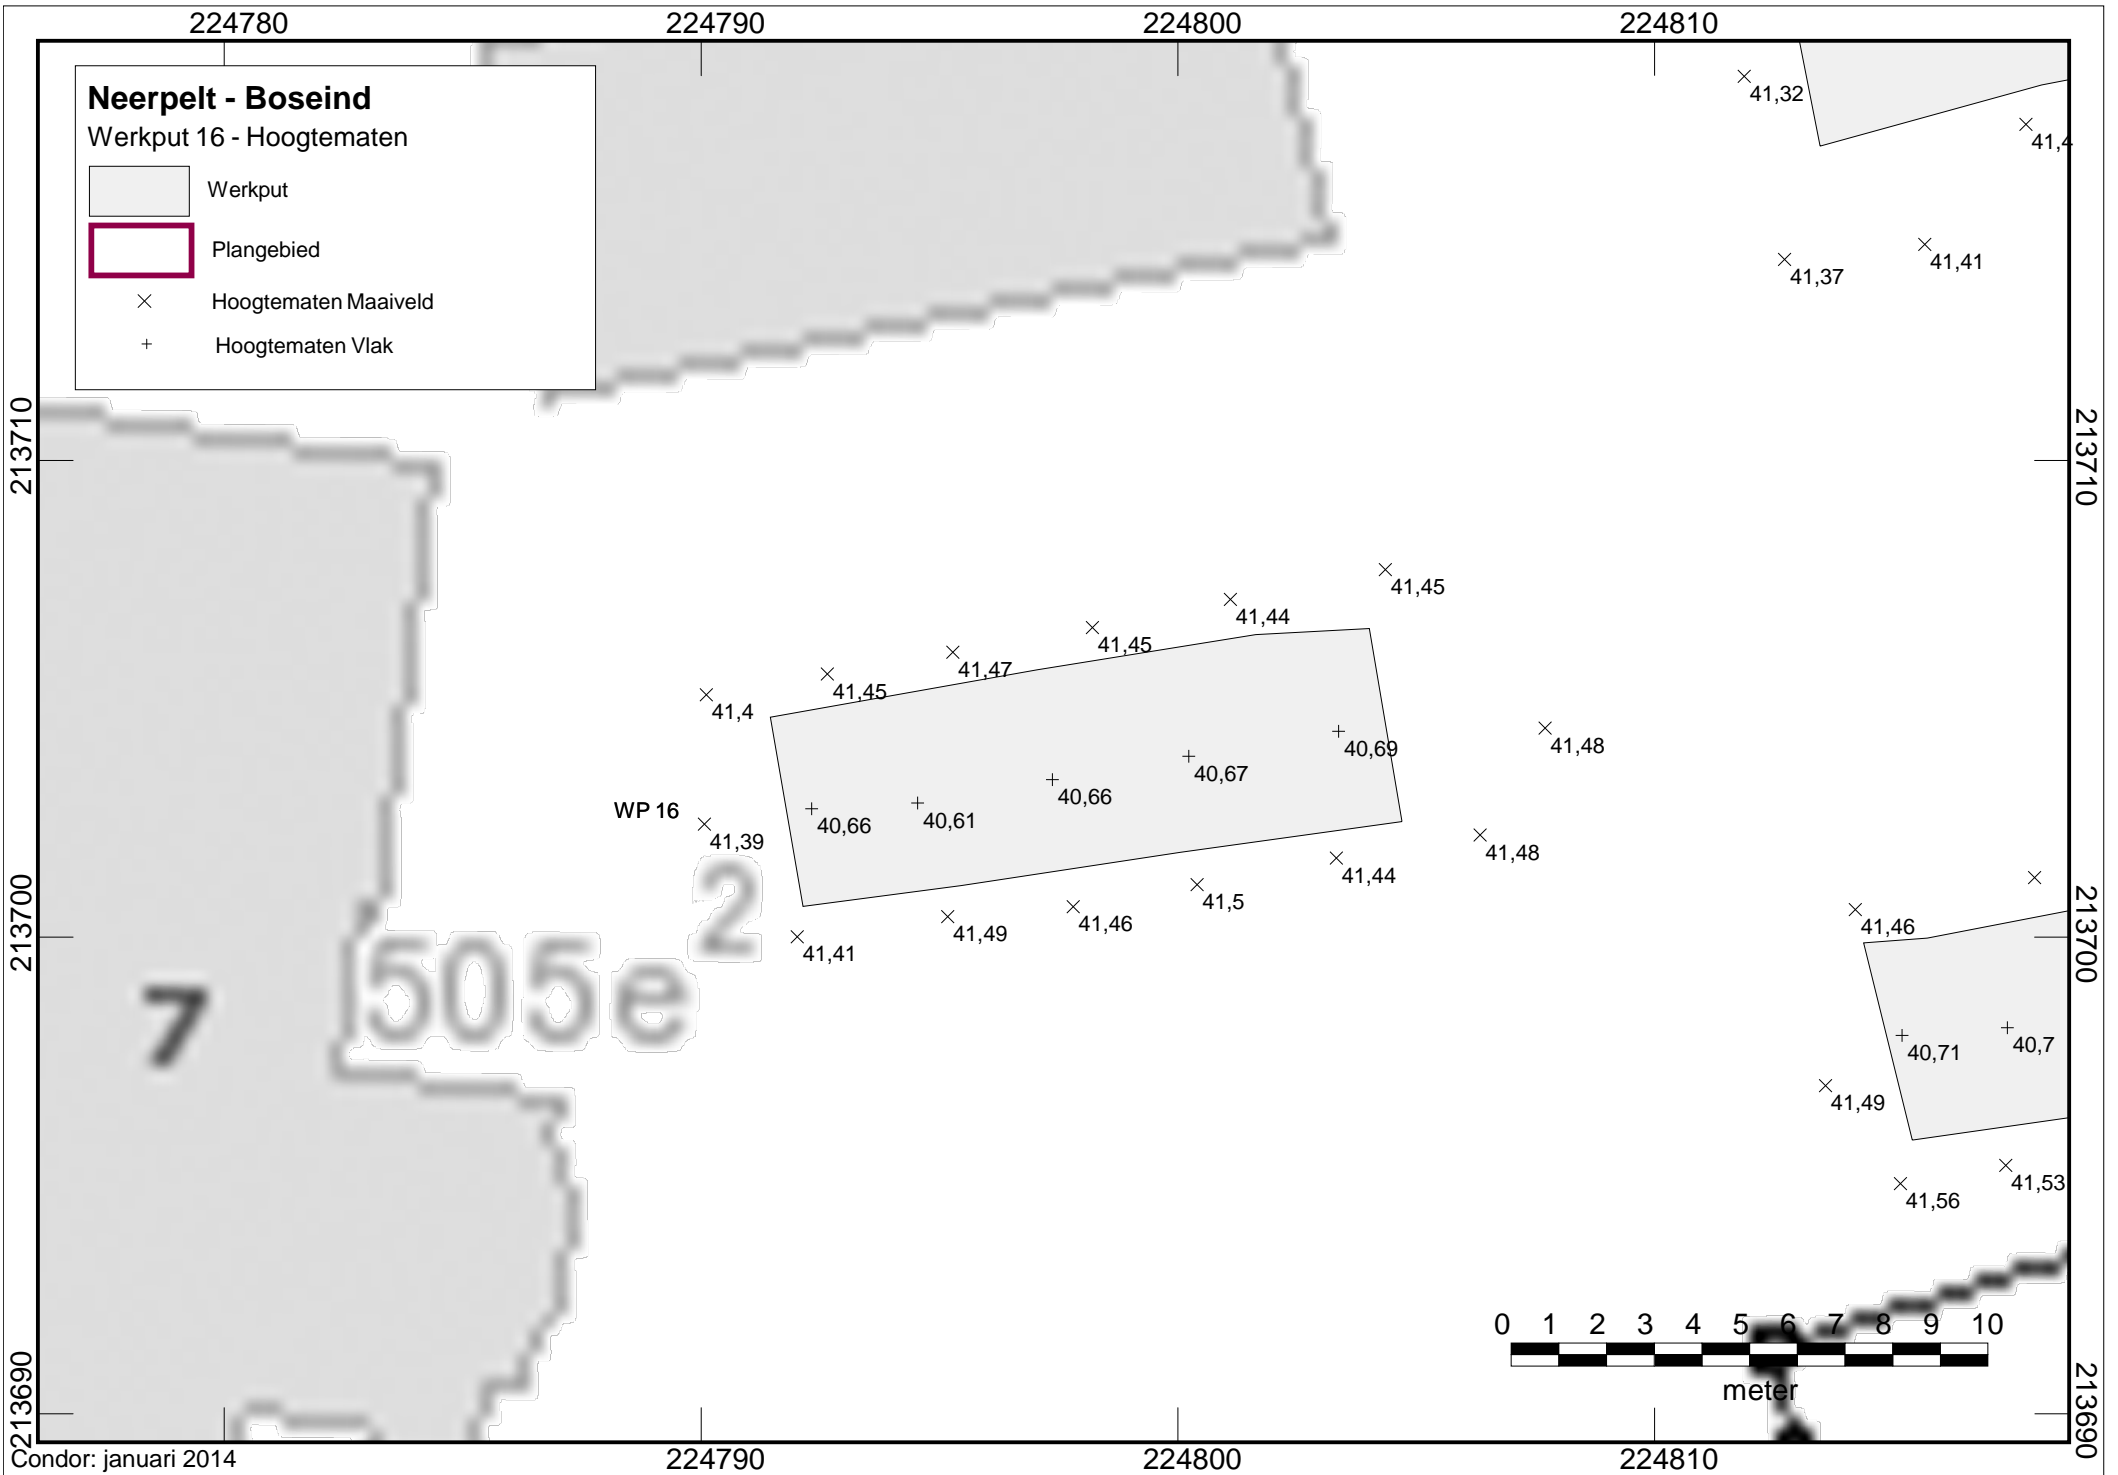 224780 224790 224800 224810
Neerpelt - Boseind
Werkput 16 - Hoogtematen
Werkput
Plangebied
Hoogtematen Maaiveld
Hoogtematen Vlak
41,32
41,4
41,37
41,41
213710
213710
41,45
41,44
41,45
41,47
41,45
41,4
41,48
40,69
40,67
40,66
40,61
40,66
WP 16
41,39
41,48
41,44
41,5
41,46
41,49
41,41
41,46
213700
213700
2
505e
7
40,71
40,7
41,49
41,53
41,56
0 1 2 3 4 5 6 7 8 9 10
meter
213690
213690
Condor: januari 2014
224790 224800 224810